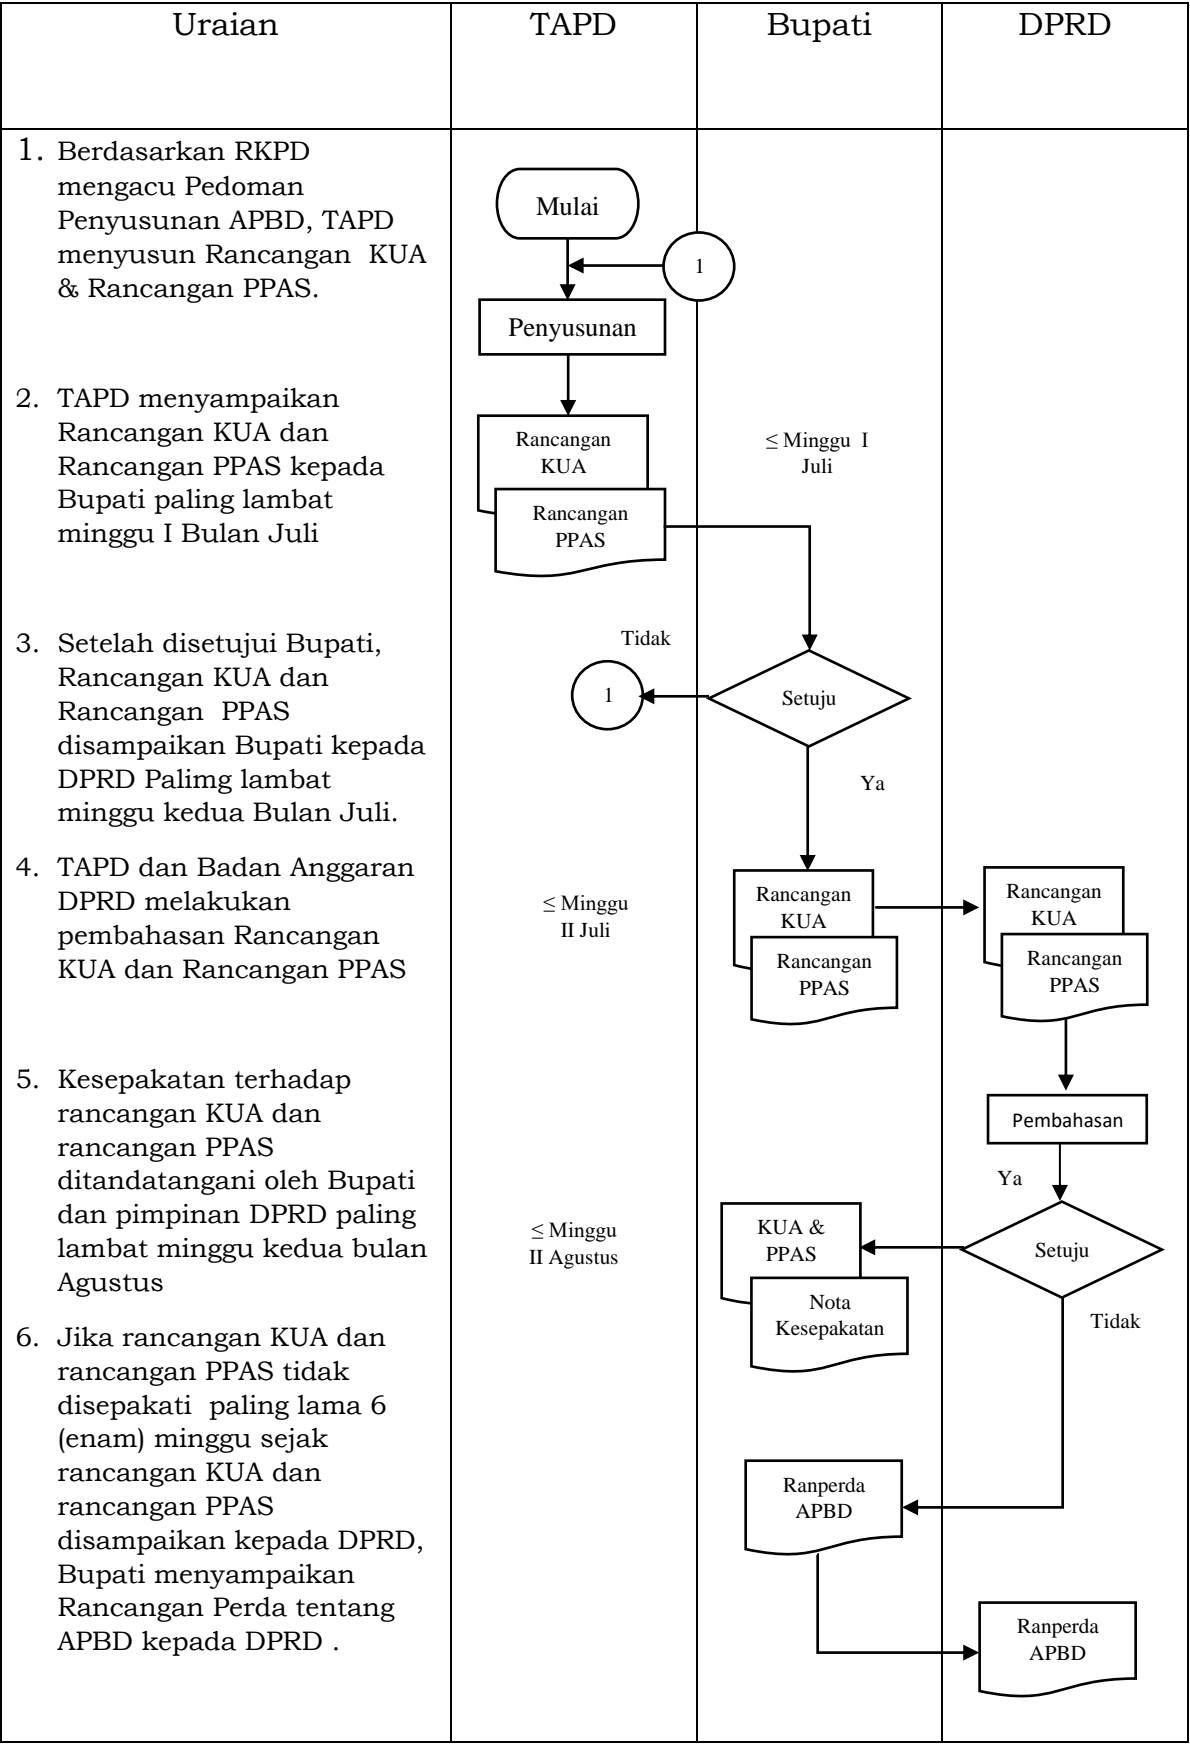 Uraian
TAPD
Bupati
DPRD
1. Berdasarkan RKPD
mengacu Pedoman
Penyusunan APBD, TAPD
menyusun Rancangan KUA
& Rancangan PPAS.
Mulai
1
Penyusunan
2. TAPD menyampaikan
Rancangan KUA dan
Rancangan PPAS kepada
Bupati paling lambat
minggu I Bulan Juli
Rancangan
KUA
Rancangan
PPAS
≤ Minggu I
Juli
3. Setelah disetujui Bupati,
Rancangan KUA dan
Rancangan PPAS
disampaikan Bupati kepada
DPRD Palimg lambat
minggu kedua Bulan Juli.
Tidak
1
Setuju
Ya
4. TAPD dan Badan Anggaran
DPRD melakukan
pembahasan Rancangan
KUA dan Rancangan PPAS
≤ Minggu
II Juli
Rancangan
KUA
Rancangan
PPAS
Rancangan
KUA
Rancangan
PPAS
5. Kesepakatan terhadap
rancangan KUA dan
rancangan PPAS
ditandatangani oleh Bupati
dan pimpinan DPRD paling
lambat minggu kedua bulan
Agustus
≤ Minggu
II Agustus
Pembahasan
Ya
Setuju
KUA &
PPAS
Nota
Kesepakatan
Tidak
6. Jika rancangan KUA dan
rancangan PPAS tidak
disepakati paling lama 6
(enam) minggu sejak
rancangan KUA dan
rancangan PPAS
disampaikan kepada DPRD,
Bupati menyampaikan
Rancangan Perda tentang
APBD kepada DPRD .
Ranperda
APBD
Ranperda
APBD